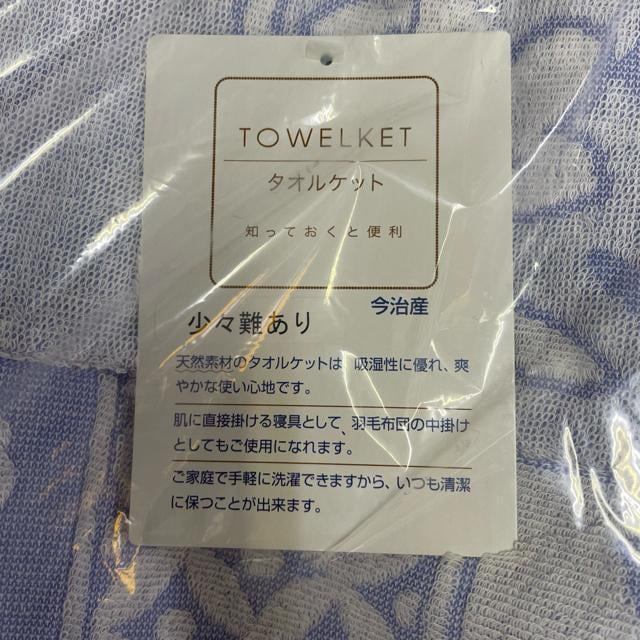 TOWELKET
タオルケット
知っておくと便利
今治産
少々難あり
天然素材のタオルケットは、吸湿性に優れ、爽
やかな使い心地です。
肌に直接掛ける寝具として、羽毛布団の中掛け
としてもご使用になれます。
ご家庭で手軽に洗濯できますから、いつも清潔
に保つことが出来ます。